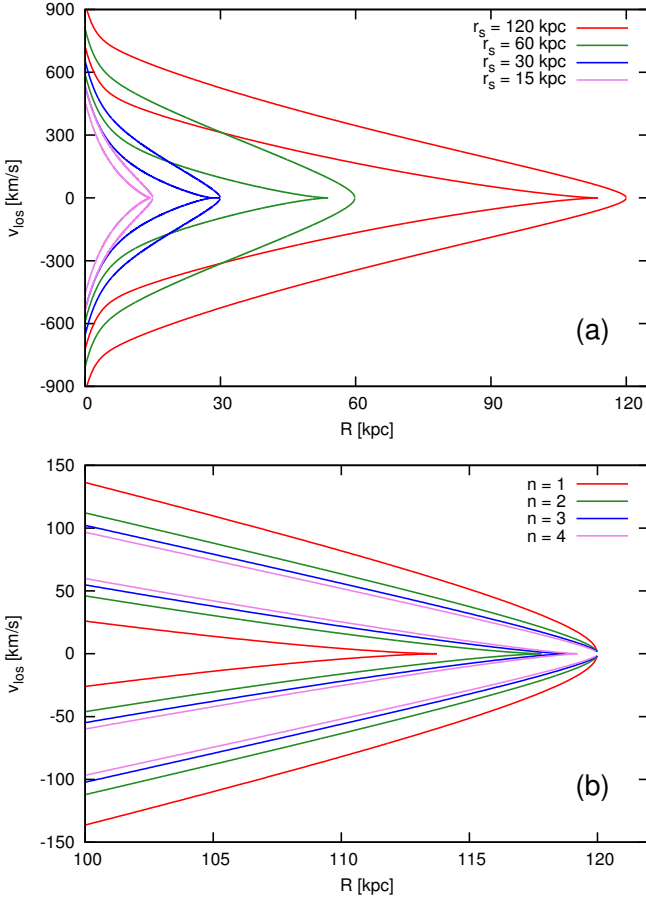 900
600
300
0
-300
-600
-900
v_los [km/s]
r_s = 120 kpc
r_s = 60 kpc
r_s = 30 kpc
r_s = 15 kpc
(a)
0 30 60 90 120
R [kpc]
150
100
50
0
-50
-100
-150
v_los [km/s]
n = 1
n = 2
n = 3
n = 4
(b)
100 105 110 115 120
R [kpc]